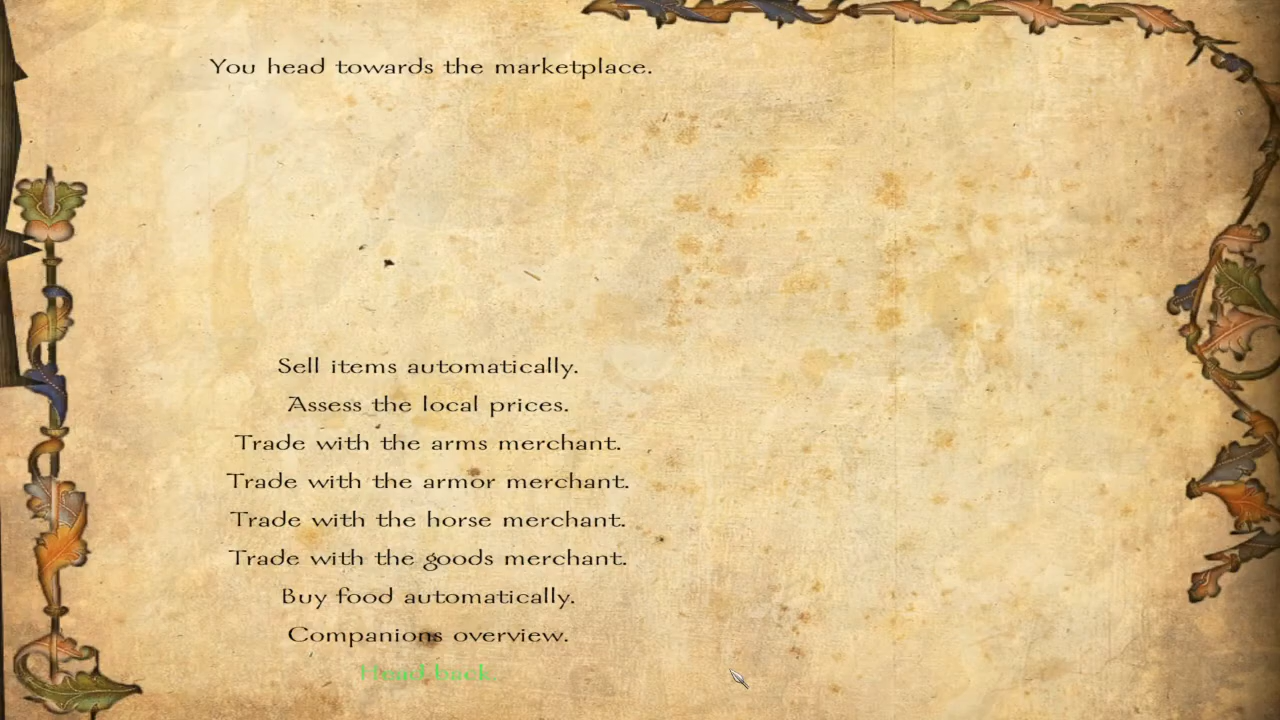 You head towards the marketplace.
Sell items automatically.
Assess the local prices.
Trade with the arms merchant.
Trade with the armor merchant.
Trade with the horse merchant.
Trade with the goods merchant.
Buy food automatically.
Companions overview.
Head back.